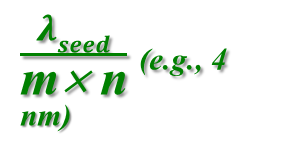 λseed
m×n (e.g., 4
nm)